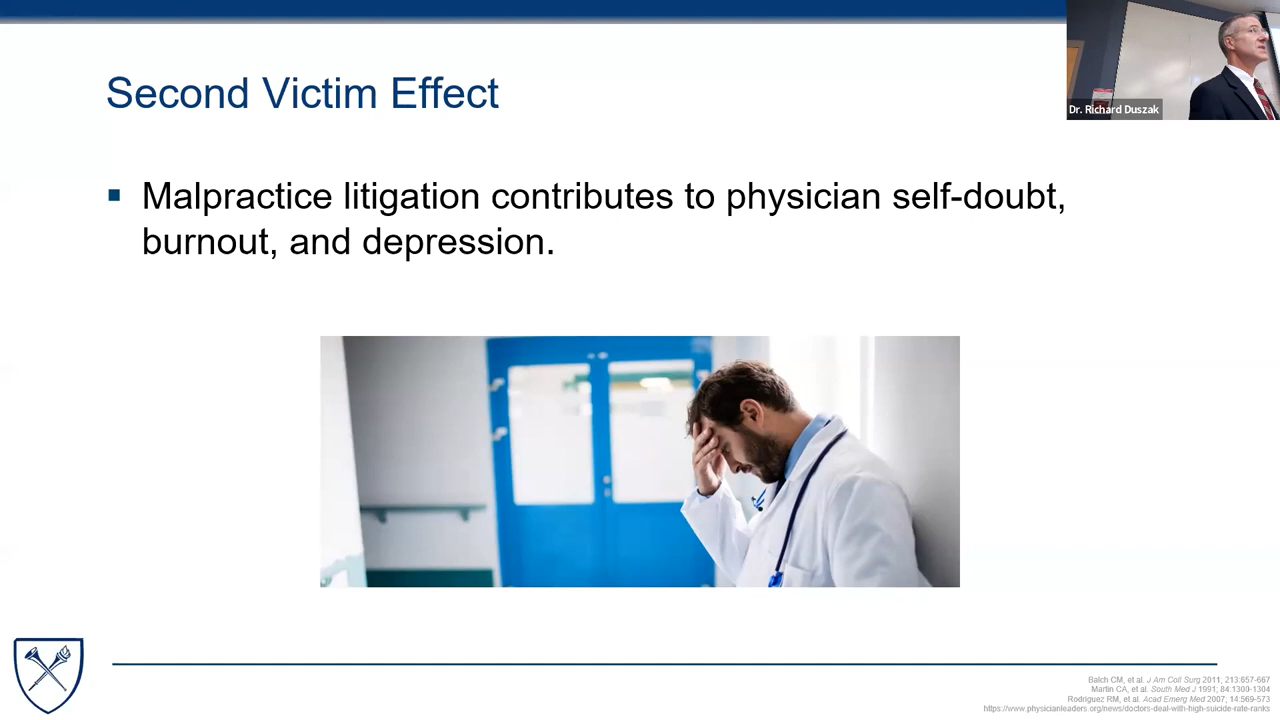 Second Victim Effect
Dr. Richard Duszak
▪ Malpractice litigation contributes to physician self-doubt,
burnout, and depression.
Balch CM, et al. J Am Coll Surg 2011; 213:657-667
Martin CA, et al. South Med J 1991; 84:1300-1304
Rodriguez RM, et al. Acad Emerg Med 2007; 14:569-573
https://www.physicianleaders.org/news/doctors-deal-with-high-suicide-rate-ranks